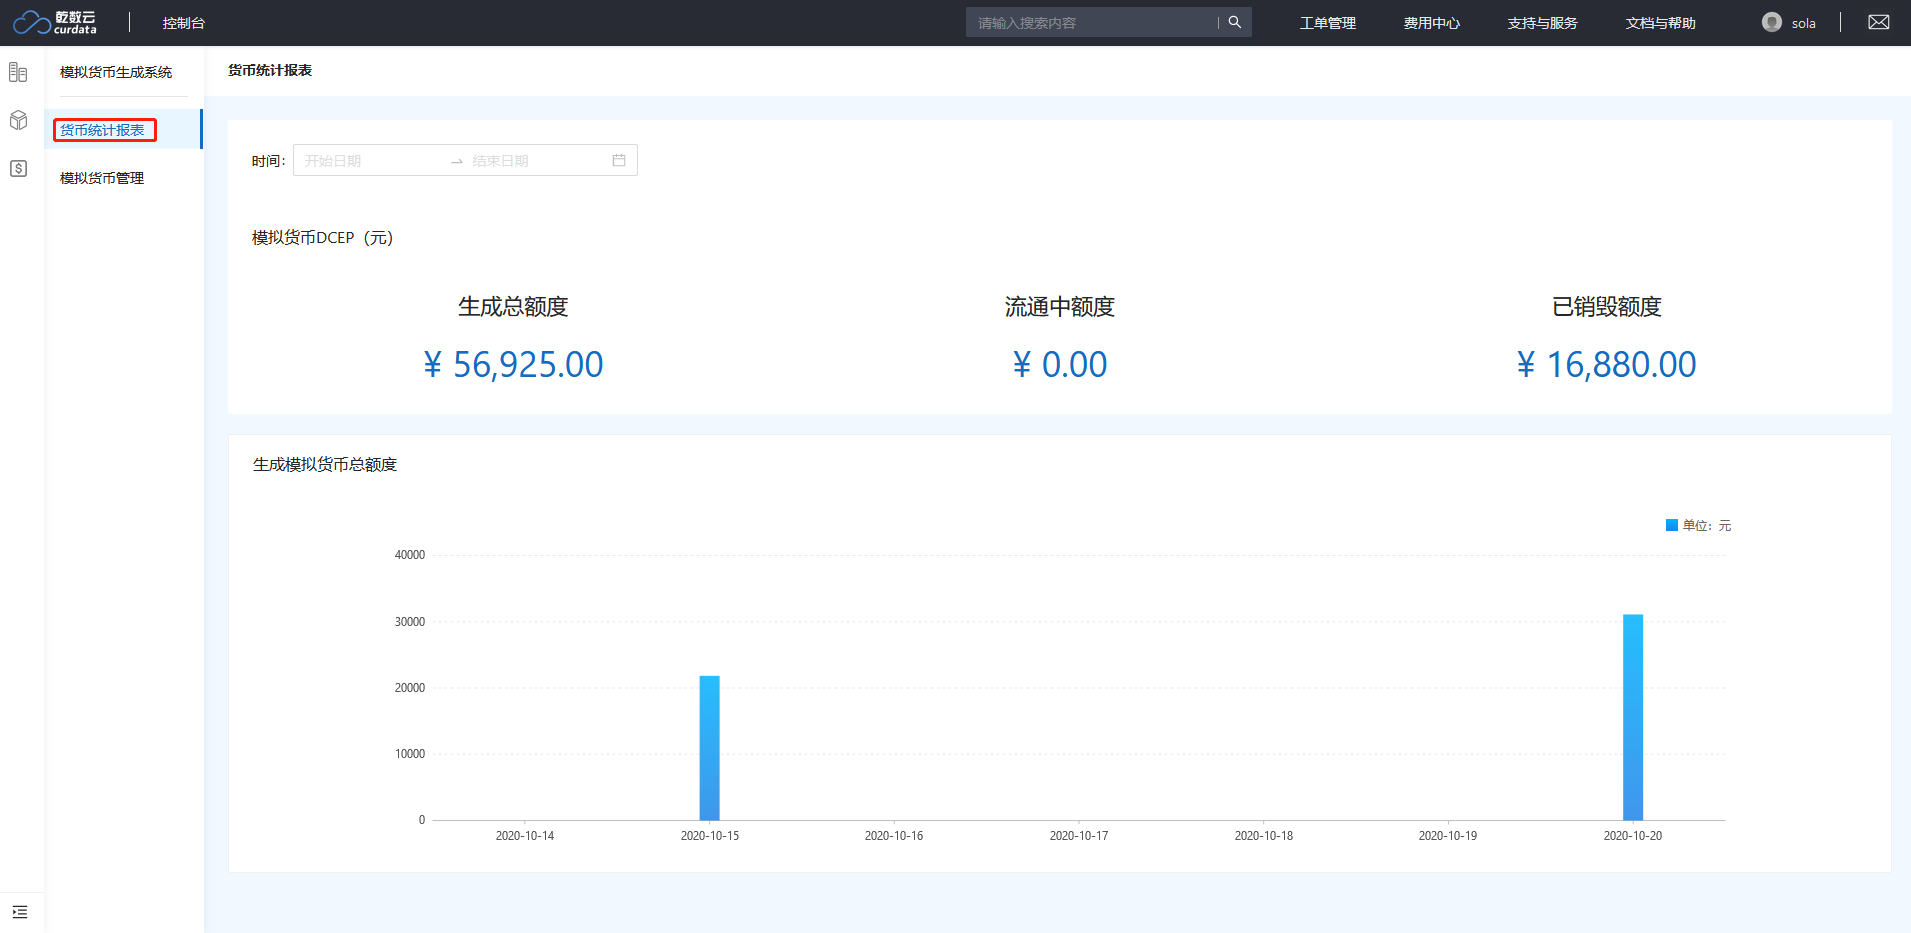 乾数云
curdata
控制台
请输入搜索内容
工单管理
费用中心
支持与服务
文档与帮助
sola
模拟货币生成系统
货币统计报表
模拟货币管理
货币统计报表
时间：
开始日期
结束日期
模拟货币DCEP（元）
生成总额度
流通中额度
已销毁额度
¥ 56,925.00
¥ 0.00
¥ 16,880.00
生成模拟货币总额度
单位：元
40000
30000
20000
10000
0
2020-10-14
2020-10-15
2020-10-16
2020-10-17
2020-10-18
2020-10-19
2020-10-20